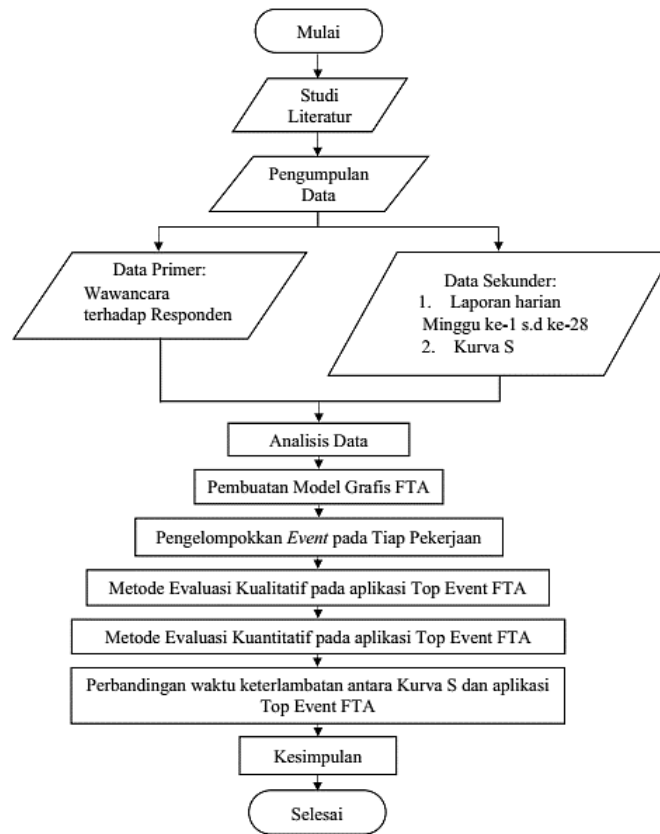 Mulai
Studi
Literatur
Pengumpulan
Data
Data Primer:
Wawancara
terhadap Responden
Data Sekunder:
1. Laporan harian
Minggu ke-1 s.d ke-28
2. Kurva S
Analisis Data
Pembuatan Model Grafis FTA
Pengelompokkan Event pada Tiap Pekerjaan
Metode Evaluasi Kualitatif pada aplikasi Top Event FTA
Metode Evaluasi Kuantitatif pada aplikasi Top Event FTA
Perbandingan waktu keterlambatan antara Kurva S dan aplikasi
Top Event FTA
Kesimpulan
Selesai